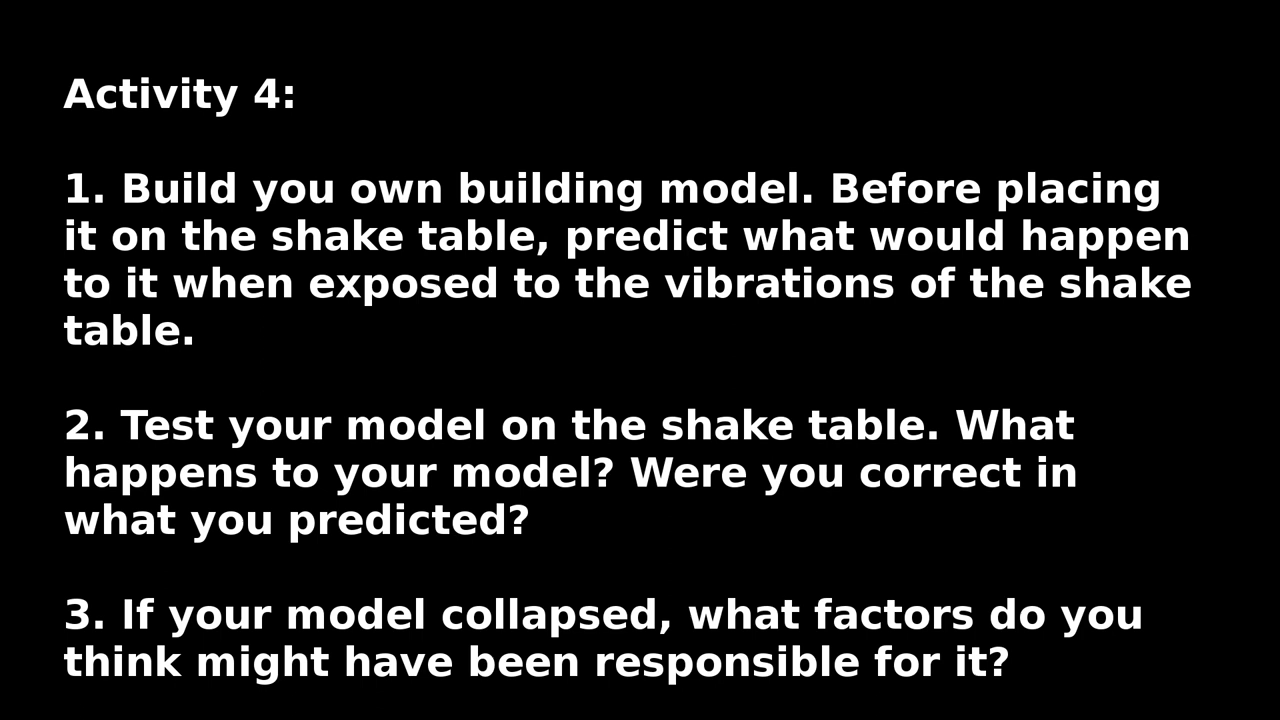 Activity 4:
1. Build you own building model. Before placing
it on the shake table, predict what would happen
to it when exposed to the vibrations of the shake
table.
2. Test your model on the shake table. What
happens to your model? Were you correct in
what you predicted?
3. If your model collapsed, what factors do you
think might have been responsible for it?